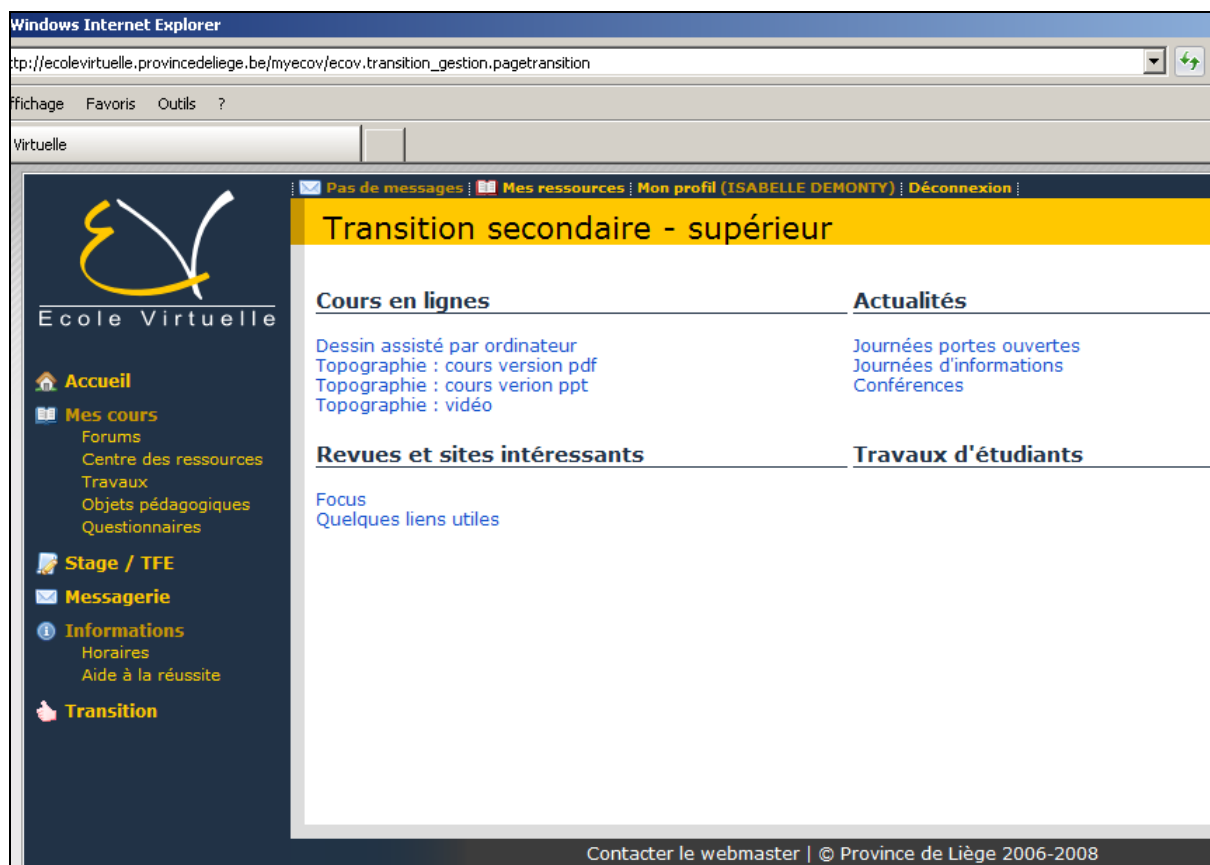 Windows Internet Explorer
ttp://ecolevirtuelle.provincedeliege.be/myecov/ecov.transition_gestion.pagetransition
ffichage Favoris Outils ?
Virtuelle
Pas de messages | Mes ressources | Mon profil (ISABELLE DEMONTY) | Déconnexion |
Transition secondaire - supérieur
EV
Ecole Virtuelle
Accueil
Mes cours
Forums
Centre des ressources
Travaux
Objets pédagogiques
Questionnaires
Stage / TFE
Messagerie
Informations
Horaires
Aide à la réussite
Transition
Cours en lignes
Dessin assisté par ordinateur
Topographie : cours version pdf
Topographie : cours verion ppt
Topographie : vidéo
Actualités
Journées portes ouvertes
Journées d'informations
Conférences
Revues et sites intéressants
Focus
Quelques liens utiles
Travaux d'étudiants
Contacter le webmaster | © Province de Liège 2006-2008